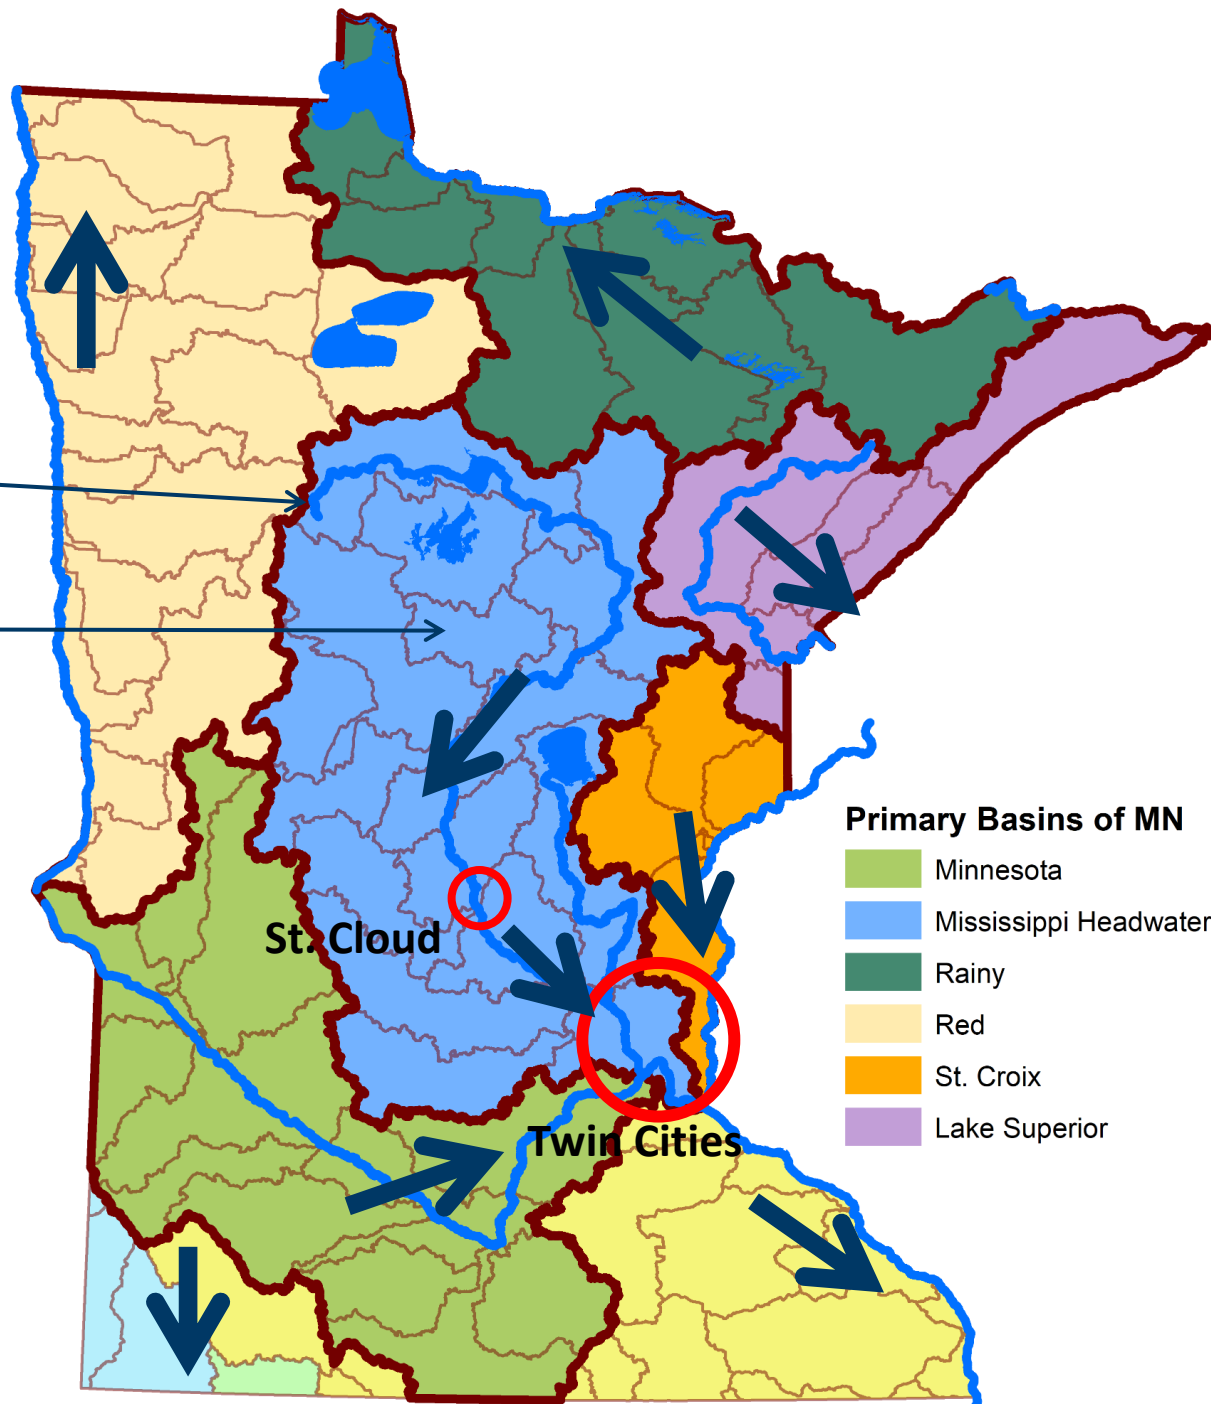 St. Cloud
Twin Cities
Primary Basins of MN
Minnesota
Mississippi Headwater
Rainy
Red
St. Croix
Lake Superior